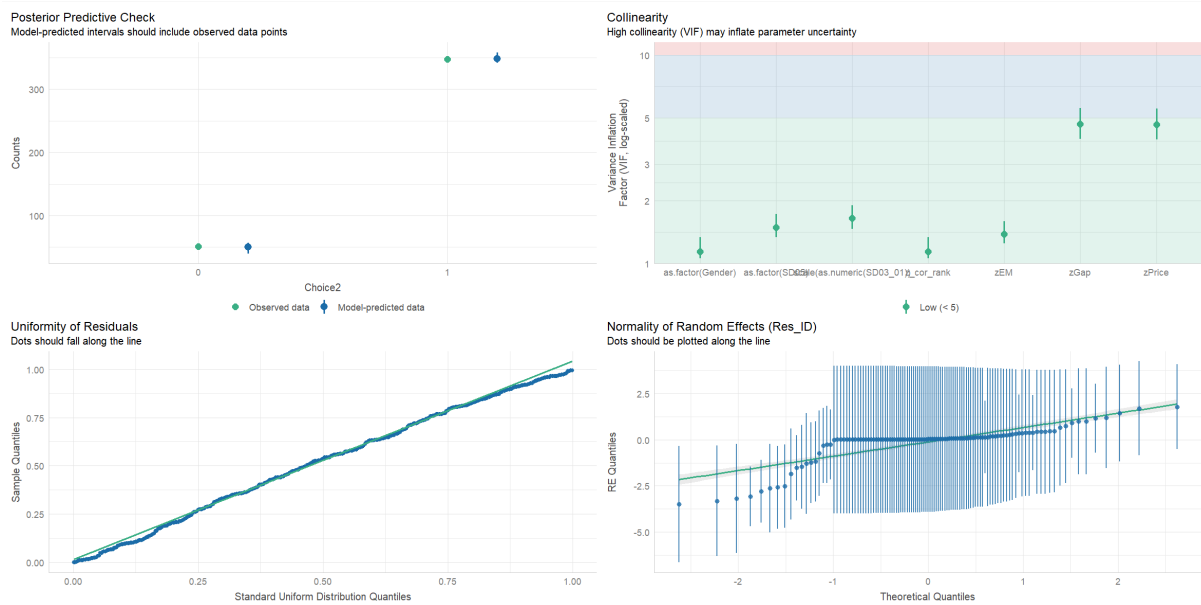 Posterior Predictive Check
Model-predicted intervals should include observed data points
300
200
100
Counts
0
1
Choice2
Observed data
Model-predicted data
Collinearity
High collinearity (VIF) may inflate parameter uncertainty
10
5
3
2
1
Variance Inflation
Factor (VIF, log-scaled)
as.factor(Gender)
zEM
zGap
zPrice
Low (< 5)
Uniformity of Residuals
Dots should fall along the line
1.00
0.75
0.50
0.25
0.00
Sample Quantiles
0.00
0.25
0.50
0.75
1.00
Standard Uniform Distribution Quantiles
Normality of Random Effects (Res_ID)
Dots should be plotted along the line
2.5
0.0
-2.5
-5.0
RE Quantiles
-2
-1
0
1
2
Theoretical Quantiles